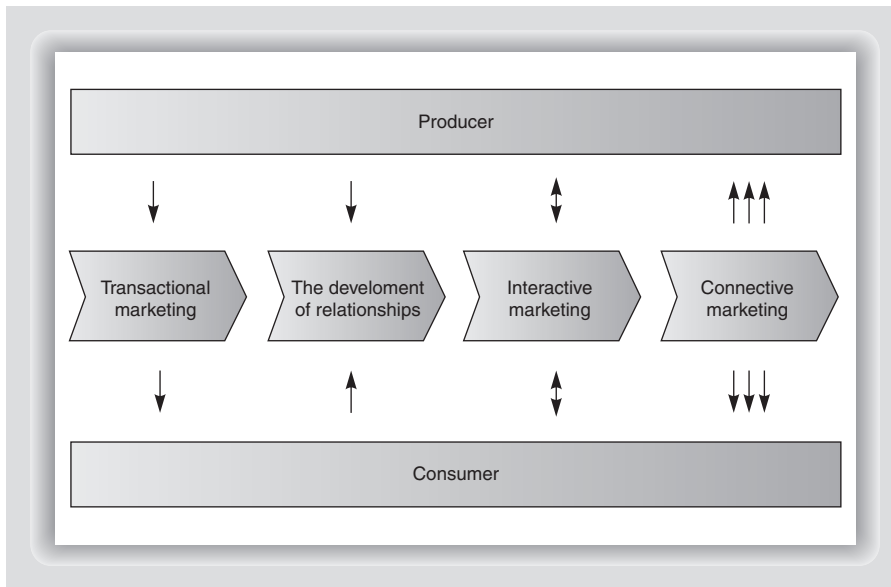 Producer
Transactional
marketing
The develoment
of relationships
Interactive
marketing
Connective
marketing
Consumer